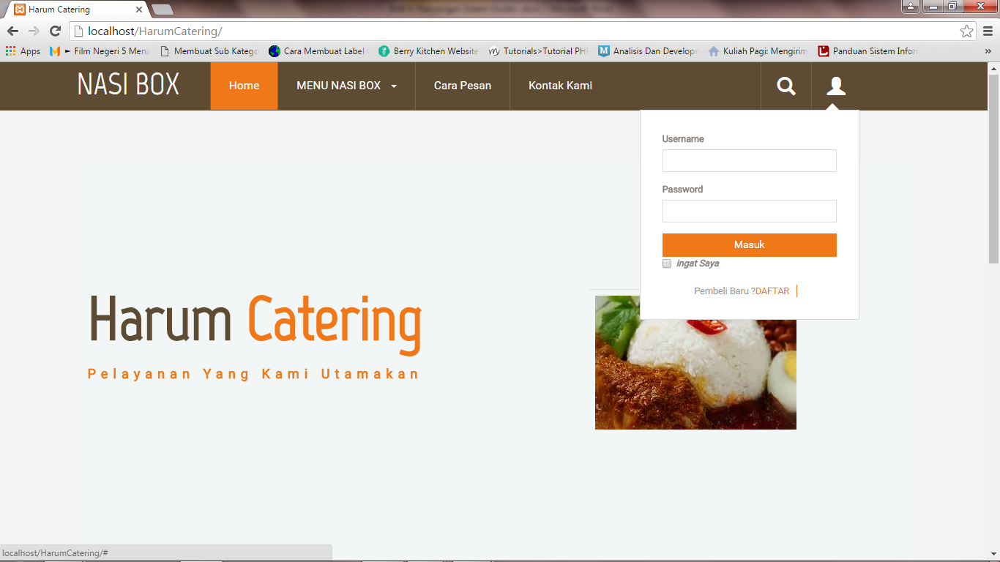 Harum Catering
localhost/HarumCatering/
Apps
► Film Negeri 5 Mena
Membuat Sub Katego
Cara Membuat Label
Berry Kitchen Website
Tutorials>Tutorial PHP
Analisis Dan Develop
Kuliah Pagi: Mengirim
Panduan Sistem Infor
»
NASI BOX
Home
MENU NASI BOX
Cara Pesan
Kontak Kami
Username
Password
Masuk
ingat Saya
Pembeli Baru ?DAFTAR
Harum Catering
Pelayanan Yang Kami Utamakan
localhost/HarumCatering/#